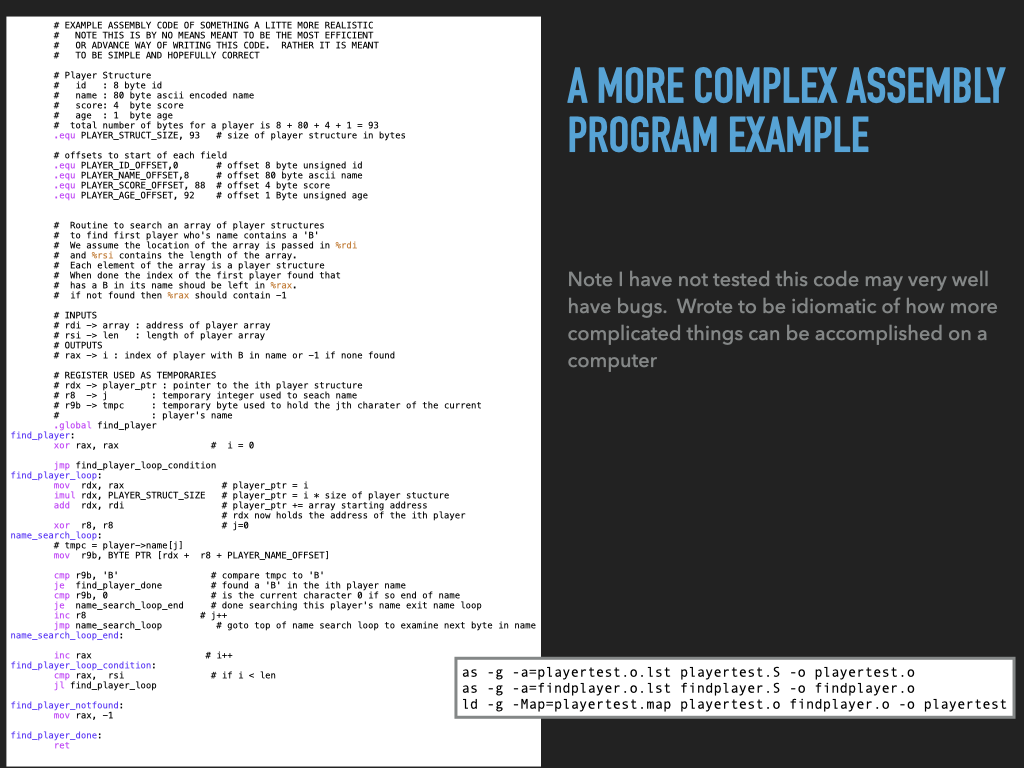 # EXAMPLE ASSEMBLY CODE OF SOMETHING A LITTE MORE REALISTIC
#   NOTE THIS IS BY NO MEANS MEANT TO BE THE MOST EFFICIENT
#   OR ADVANCE WAY OF WRITING THIS CODE.  RATHER IT IS MEANT
#   TO BE SIMPLE AND HOPEFULLY CORRECT
# Player Structure
#   id   : 8 byte id
#   name : 80 byte ascii encoded name
#   score: 4  byte score
#   age  : 1  byte age
#  total number of bytes for a player is 8 + 80 + 4 + 1 = 93
.equ PLAYER_STRUCT_SIZE, 93   # size of player structure in bytes
# offsets to start of each field
.equ PLAYER_ID_OFFSET,0       # offset 8 byte unsigned id
.equ PLAYER_NAME_OFFSET,8     # offset 80 byte ascii name
.equ PLAYER_SCORE_OFFSET, 88  # offset 4 byte score
.equ PLAYER_AGE_OFFSET, 92    # offset 1 Byte unsigned age
#  Routine to search an array of player structures
#  to find first player who's name contains a 'B'
#  We assume the location of the array is passed in %rdi
#  and %rsi contains the length of the array.
#  Each element of the array is a player structure
#  When done the index of the first player found that
#  has a B in its name shoud be left in %rax.
#  if not found then %rax should contain -1
# INPUTS
# rdi -> array : address of player array
# rsi -> len   : length of player array
# OUTPUTS
# rax -> i : index of player with B in name or -1 if none found
# REGISTER USED AS TEMPORARIES
# rdx -> player_ptr : pointer to the ith player structure
# r8  -> j          : temporary integer used to seach name
# r9b -> tmpc       : temporary byte used to hold the jth charater of the current
#                   : player's name
.global find_player
find_player:
xor rax, rax                 #  i = 0
jmp find_player_loop_condition
find_player_loop:
mov  rdx, rax                  # player_ptr = i
imul rdx, PLAYER_STRUCT_SIZE   # player_ptr = i * size of player stucture
add  rdx, rdi                  # player_ptr += array starting address
# rdx now holds the address of the ith player
xor  r8, r8                    # j=0
name_search_loop:
# tmpc = player->name[j]
mov  r9b, BYTE PTR [rdx +  r8 + PLAYER_NAME_OFFSET]
cmp r9b, 'B'                 # compare tmpc to 'B'
je  find_player_done         # found a 'B' in the ith player name
cmp r9b, 0                   # is the current character 0 if so end of name
je  name_search_loop_end     # done searching this player's name exit name loop
inc r8                     # j++
jmp name_search_loop          # goto top of name search loop to examine next byte in name
name_search_loop_end:
inc rax                     # i++
find_player_loop_condition:
cmp rax,  rsi                # if i < len
jl find_player_loop
find_player_notfound:
mov rax, -1
find_player_done:
ret
A MORE COMPLEX ASSEMBLY
PROGRAM EXAMPLE
Note I have not tested this code may very well
have bugs.  Wrote to be idiomatic of how more
complicated things can be accomplished on a
computer
as -g -a=playertest.o.lst playertest.S -o playertest.o
as -g -a=findplayer.o.lst findplayer.S -o findplayer.o
ld -g -Map=playertest.map playertest.o findplayer.o -o playertest